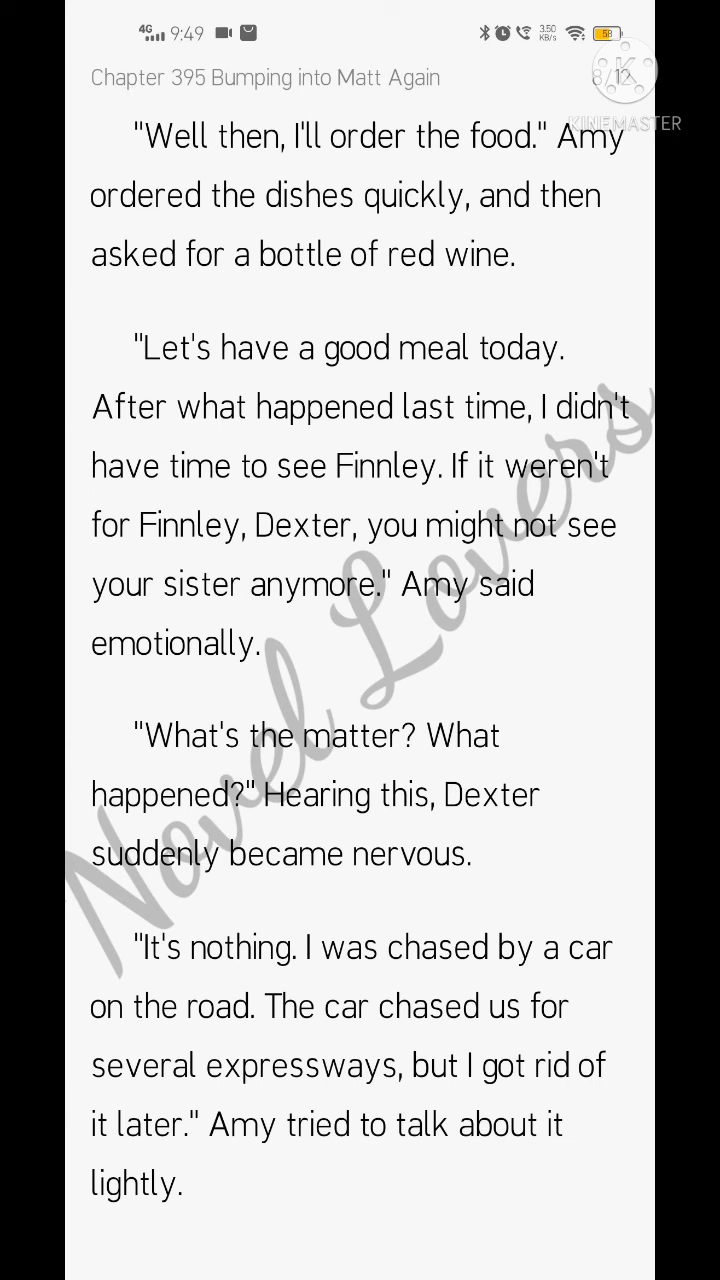 4G 9:49 3.50 KB/s 58
Chapter 395 Bumping into Matt Again 8/12
KINEMASTER
"Well then, I'll order the food." Amy
ordered the dishes quickly, and then
asked for a bottle of red wine.
"Let's have a good meal today.
After what happened last time, I didn't
have time to see Finnley. If it weren't
for Finnley, Dexter, you might not see
your sister anymore." Amy said
emotionally.
"What's the matter? What
happened?" Hearing this, Dexter
suddenly became nervous.
"It's nothing. I was chased by a car
on the road. The car chased us for
several expressways, but I got rid of
it later." Amy tried to talk about it
lightly.
Novel Lovers